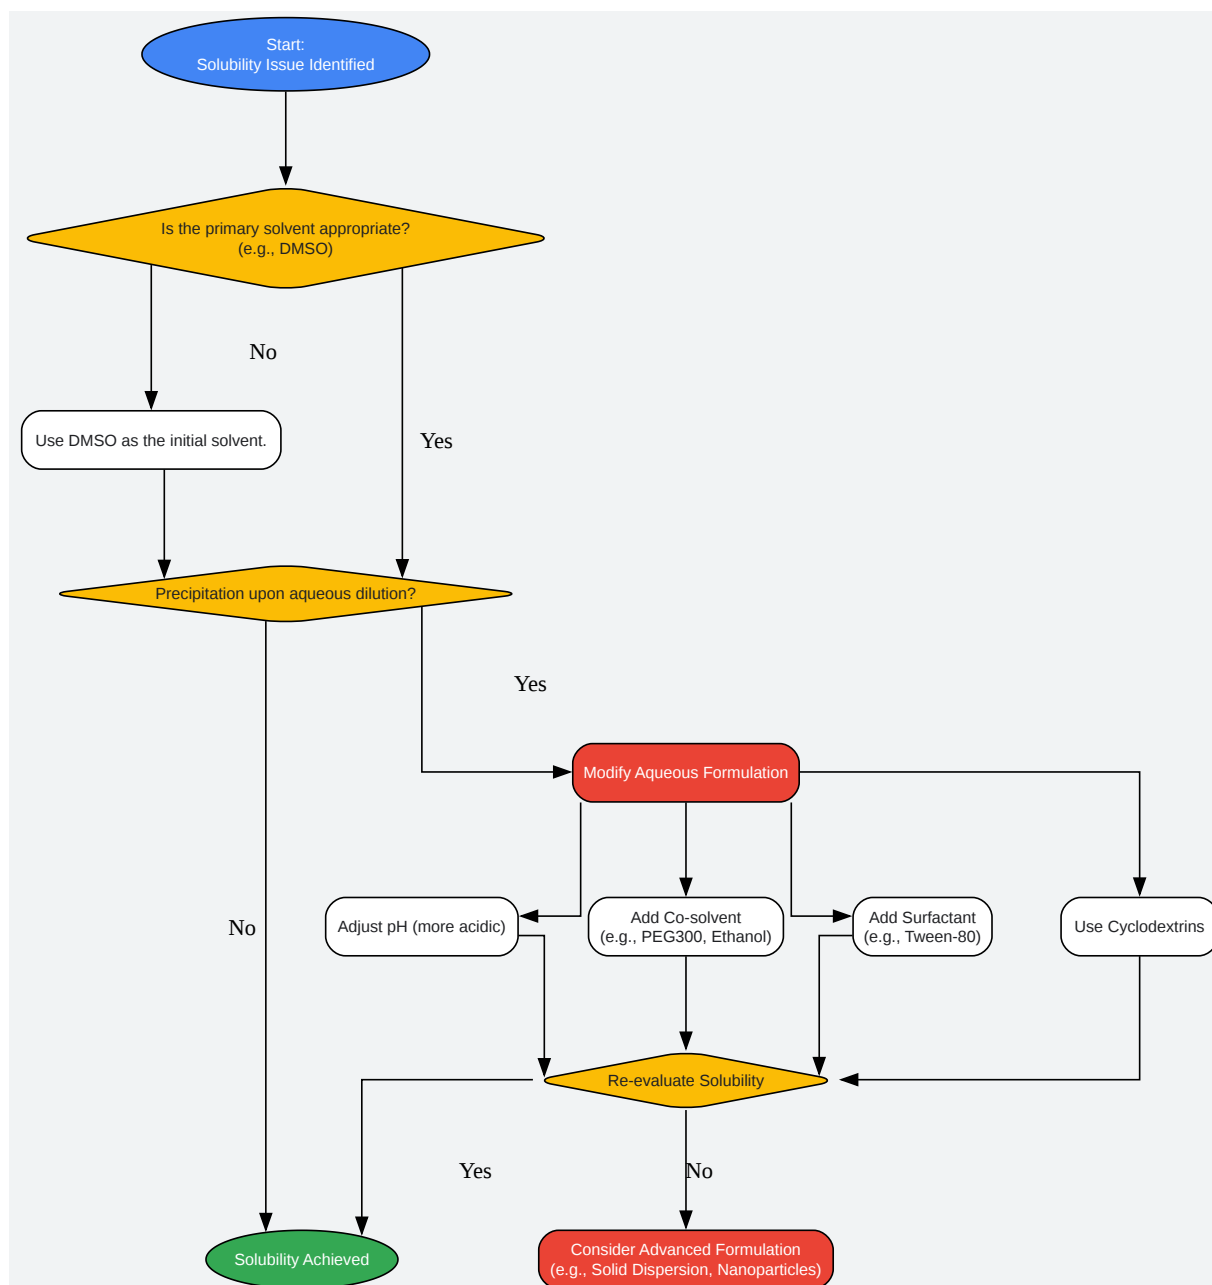 Start:
Solubility Issue Identified
Is the primary solvent appropriate?
(e.g., DMSO)
No
Use DMSO as the initial solvent.
Yes
Precipitation upon aqueous dilution?
Yes
Modify Aqueous Formulation
No
Adjust pH (more acidic)
Add Co-solvent
(e.g., PEG300, Ethanol)
Add Surfactant
(e.g., Tween-80)
Use Cyclodextrins
Re-evaluate Solubility
Yes
No
Solubility Achieved
Consider Advanced Formulation
(e.g., Solid Dispersion, Nanoparticles)